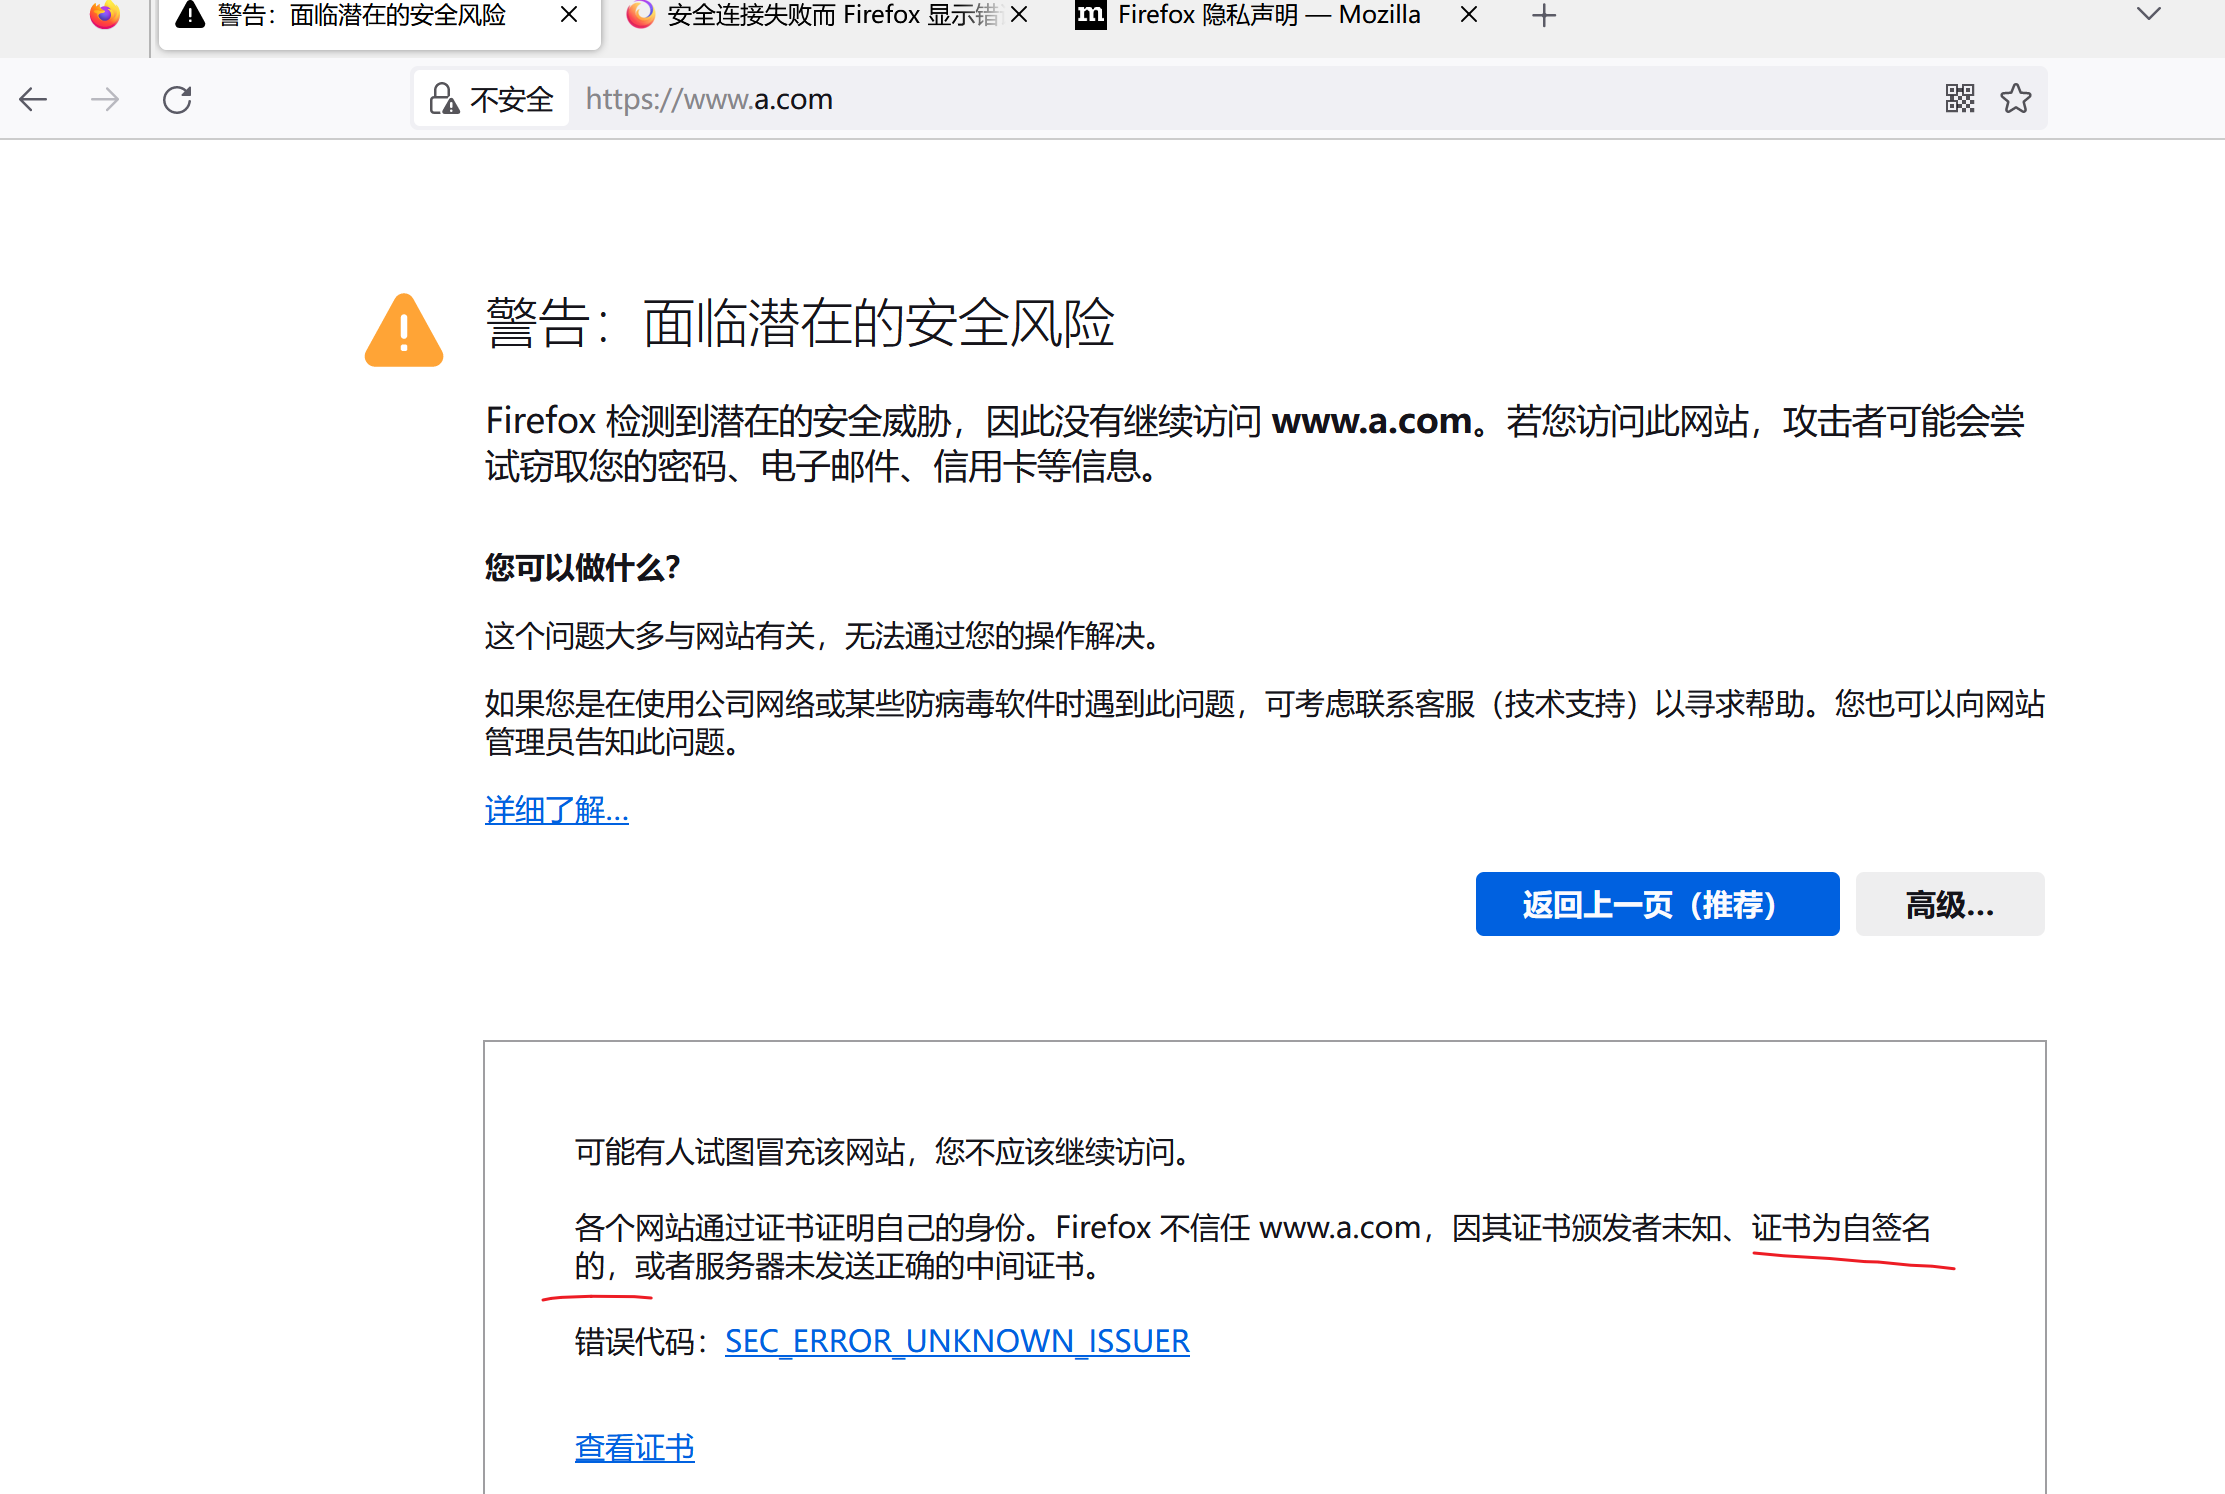 警告：面临潜在的安全风险
安全连接失败而 Firefox 显示错
Firefox 隐私声明 — Mozilla
不安全
https://www.a.com
警告：面临潜在的安全风险
Firefox 检测到潜在的安全威胁，因此没有继续访问 www.a.com。若您访问此网站，攻击者可能会尝
试窃取您的密码、电子邮件、信用卡等信息。
您可以做什么？
这个问题大多与网站有关，无法通过您的操作解决。
如果您是在使用公司网络或某些防病毒软件时遇到此问题，可考虑联系客服（技术支持）以寻求帮助。您也可以向网站
管理员告知此问题。
详细了解…
返回上一页（推荐）
高级…
可能有人试图冒充该网站，您不应该继续访问。
各个网站通过证书证明自己的身份。Firefox 不信任 www.a.com，因其证书颁发者未知、证书为自签名
的，或者服务器未发送正确的中间证书。
错误代码：SEC_ERROR_UNKNOWN_ISSUER
查看证书